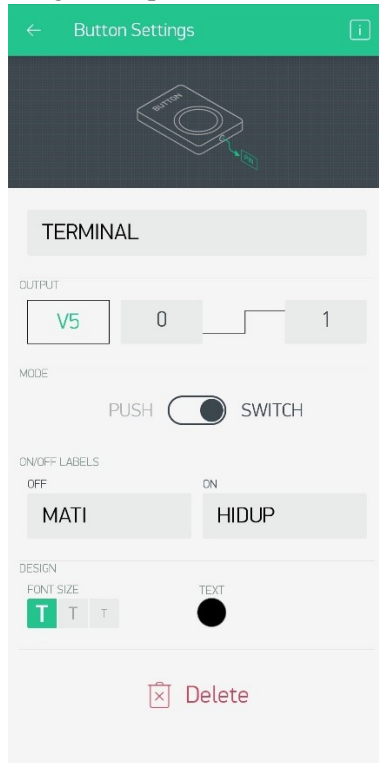 ← Button Settings i
BUTTON
PIN
TERMINAL
OUTPUT
V5 0 1
MODE
PUSH SWITCH
ON/OFF LABELS
OFF ON
MATI HIDUP
DESIGN
FONT SIZE TEXT
T T T
Delete